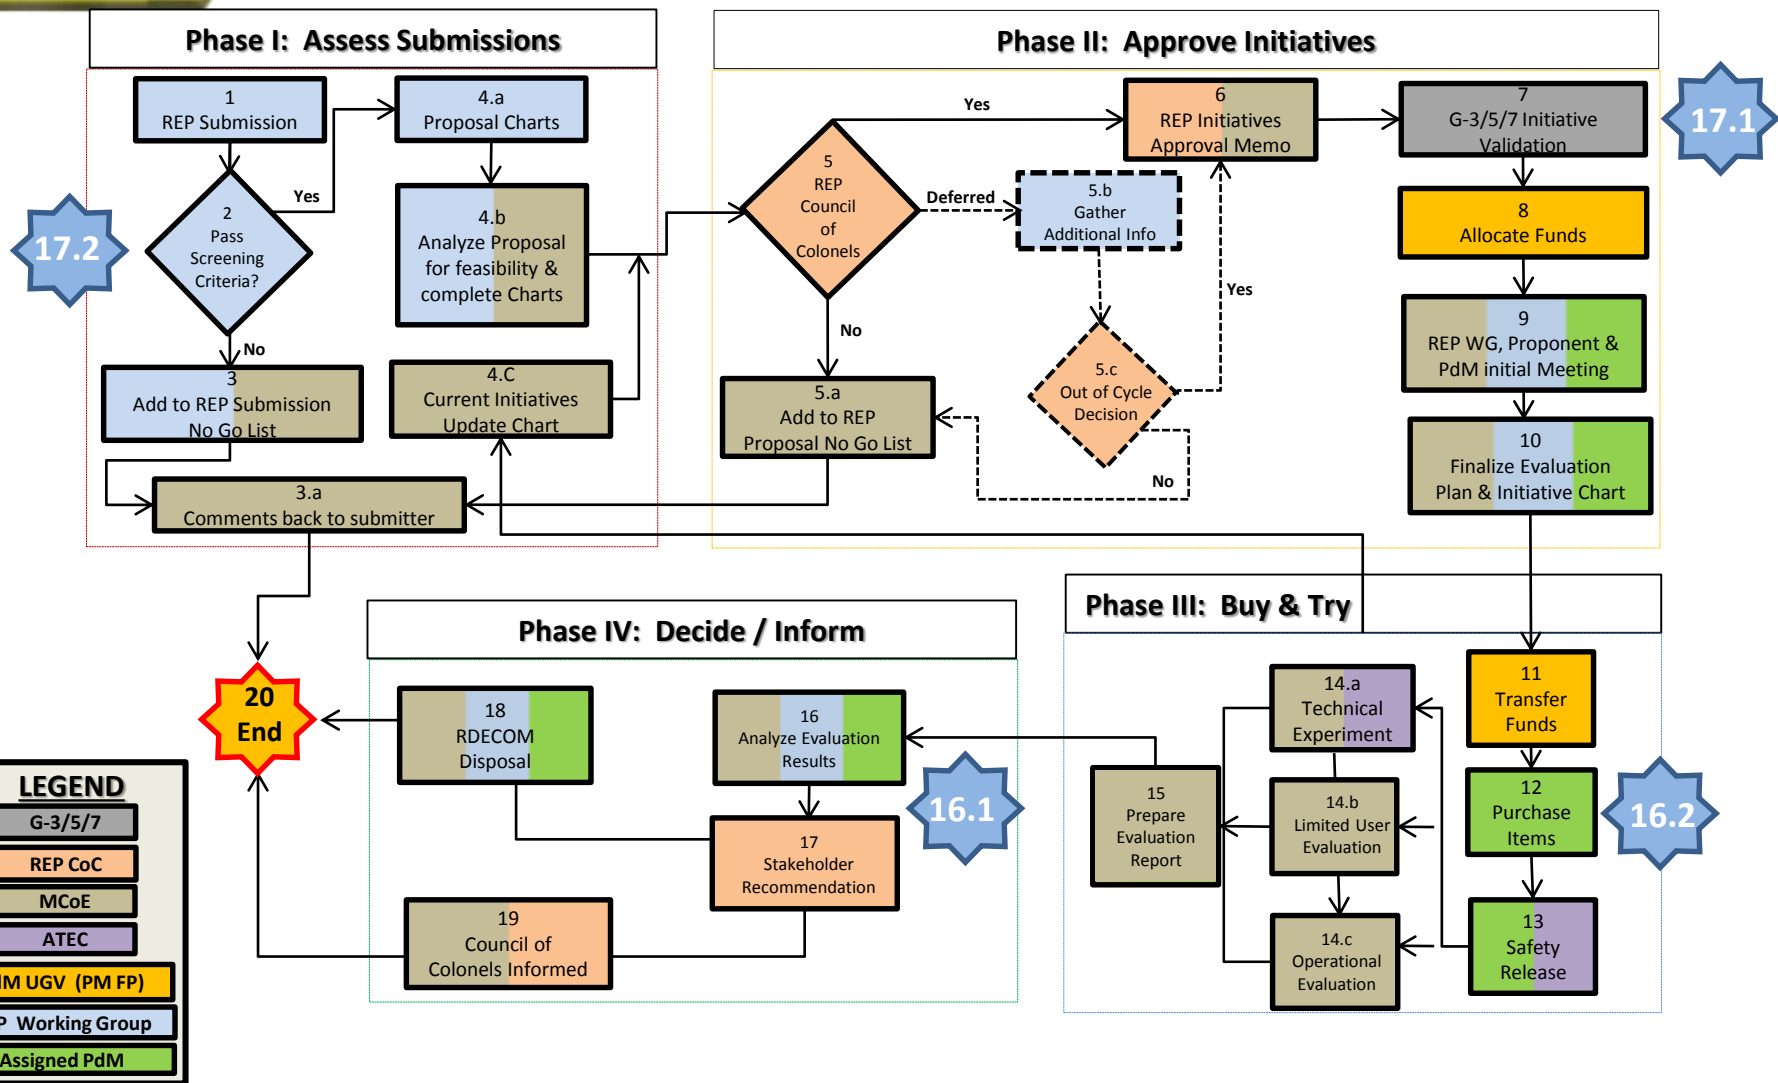 Phase I: Assess Submissions
1
REP Submission
2
Pass
Screening
Criteria?
Yes
No
3
Add to REP Submission
No Go List
3.a
Comments back to submitter
4.a
Proposal Charts
4.b
Analyze Proposal
for feasibility &
complete Charts
4.C
Current Initiatives
Update Chart
17.2
Phase II: Approve Initiatives
5
REP
Council
of
Colonels
Yes
Deferred
No
5.a
Add to REP
Proposal No Go List
5.b
Gather
Additional Info
5.c
Out of Cycle
Decision
Yes
No
6
REP Initiatives
Approval Memo
7
G-3/5/7 Initiative
Validation
8
Allocate Funds
9
REP WG, Proponent &
PdM initial Meeting
10
Finalize Evaluation
Plan & Initiative Chart
17.1
Phase III: Buy & Try
11
Transfer
Funds
12
Purchase
Items
13
Safety
Release
14.a
Technical
Experiment
14.b
Limited User
Evaluation
14.c
Operational
Evaluation
15
Prepare
Evaluation
Report
16.2
Phase IV: Decide / Inform
16
Analyze Evaluation
Results
17
Stakeholder
Recommendation
18
RDECOM
Disposal
19
Council of
Colonels Informed
16.1
20
End
LEGEND
G-3/5/7
REP CoC
MCoE
ATEC
UGV (PM FP)
Working Group
Assigned PdM